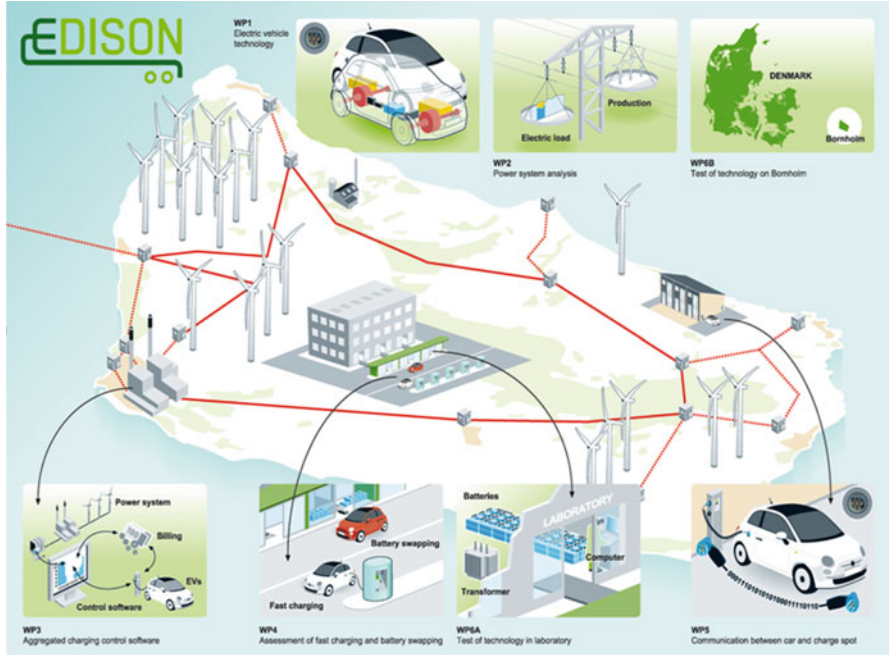 EDISON
WP1
Electric vehicle
technology
Electric load
Production
WP2
Power system analysis
DENMARK
Bornholm
WP6B
Test of technology on Bornholm
Power system
Billing
EVs
Control software
WP3
Aggregated charging control software
Battery swapping
Fast charging
WP4
Assessment of fast charging and battery swapping
LABORATORY
Batteries
Computer
Transformer
WP6A
Test of technology in laboratory
WP5
Communication between car and charge spot